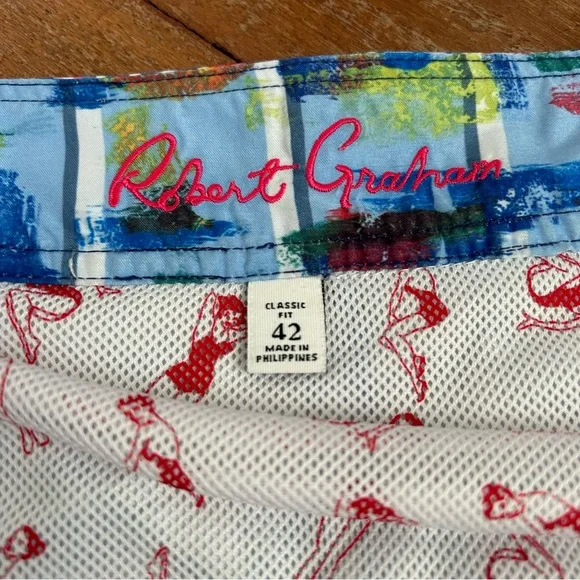 Robert Graham
CLASSIC
FIT
42
MADE IN
PHILIPPINES